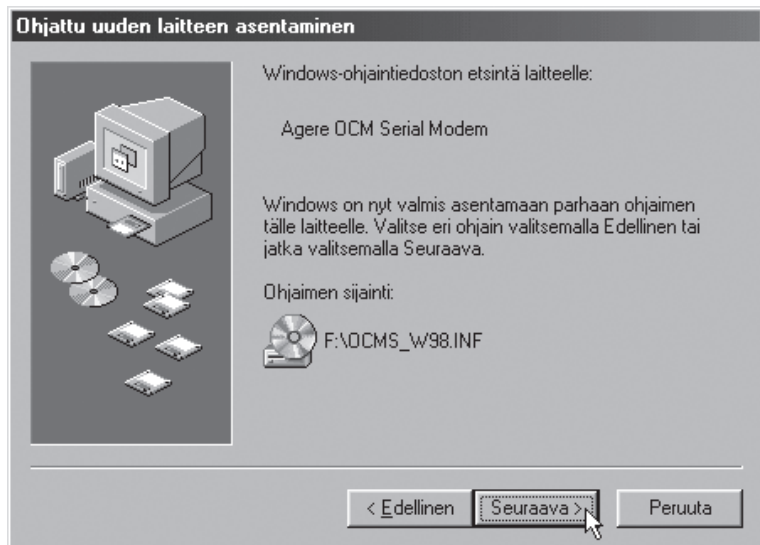 Ohjattu uuden laitteen asentaminen
Windows-ohjaintiedoston etsintä laitteelle:
Agere OCM Serial Modem
Windows on nyt valmis asentamaan parhaan ohjaimen
tälle laitteelle. Valitse eri ohjain valitsemalla Edellinen tai
jatka valitsemalla Seuraava.
Ohjaimen sijainti:
F:\OCMS_W98.INF
< Edellinen
Seuraava >
Peruuta